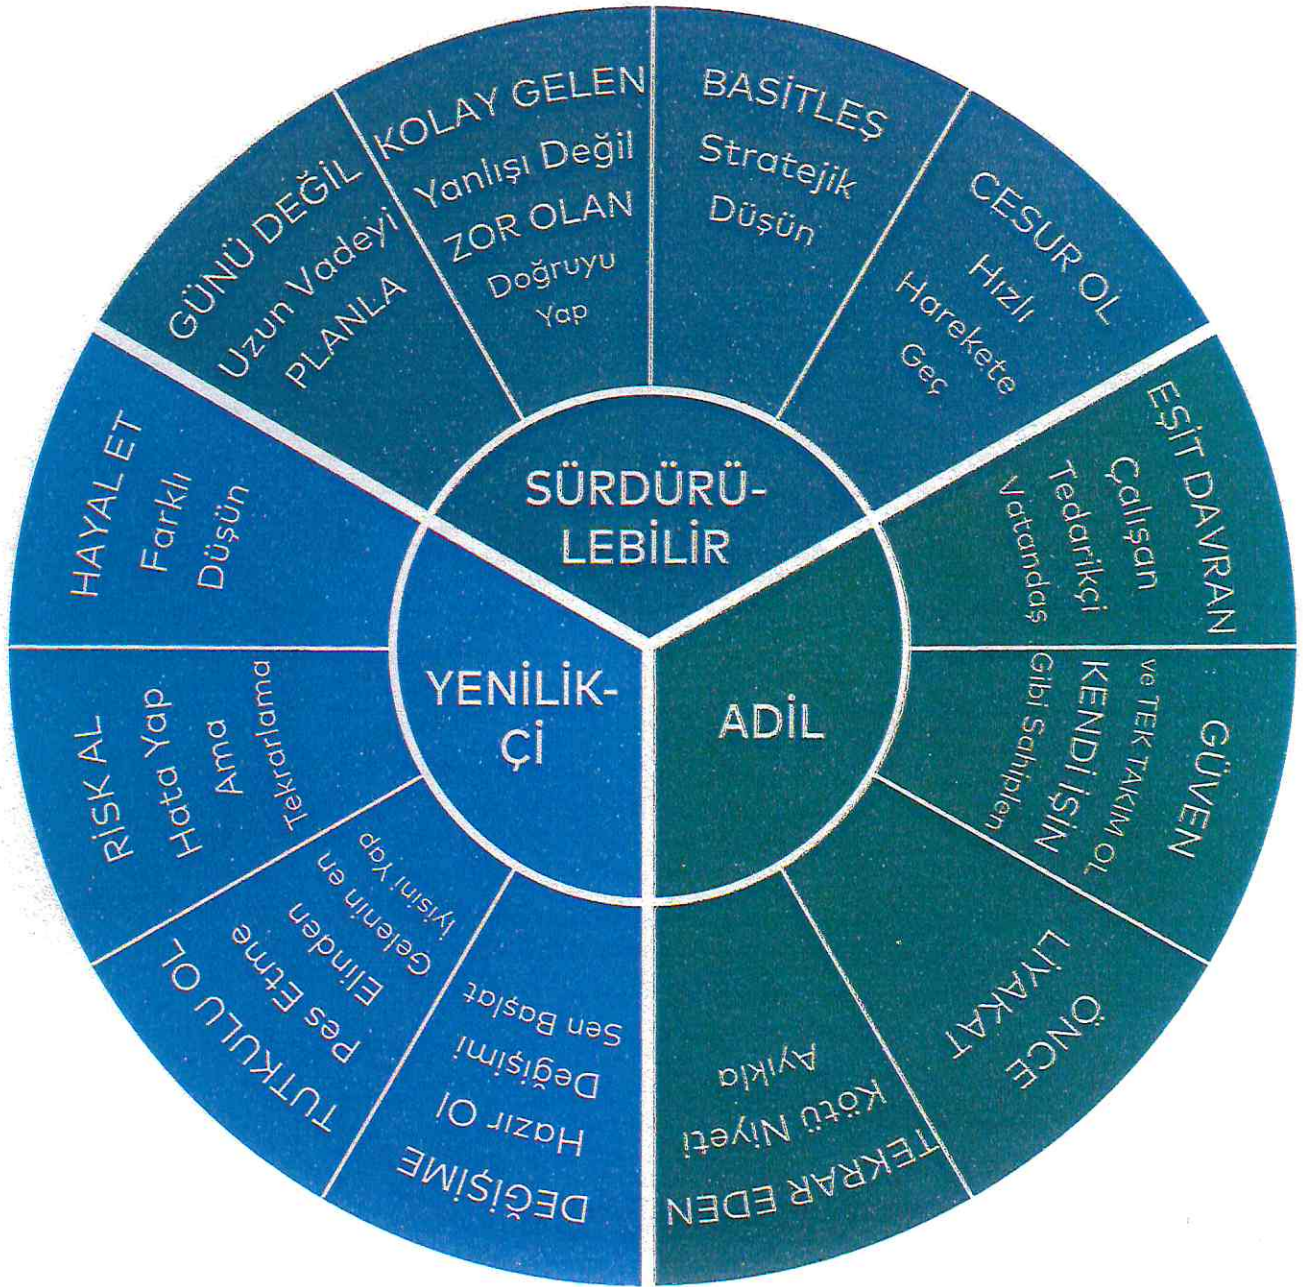 SÜRDÜRÜ-
LEBİLİR
GÜNÜ DEĞİL
Uzun Vadeyi
PLANLA
KOLAY GELEN
Yanlışı Değil
ZOR OLAN
Doğruyu
Yap
BASİTLEŞ
Stratejik
Düşün
CESUR OL
Hızlı
Harekete
Geç
ADİL
EŞİT DAVRAN
Çalışan
Tedarikçi
Vatandaş
GÜVEN
ve TEK TAKIM OL
KENDİ İŞİN
Gibi Sahiplen
ÖNCE
LİYAKAT
TEKRAR EDEN
Kötü Niyeti
Ayıkla
YENİLİK-
Çİ
DEĞİŞİME
Hazır Ol
Değişimi
Sen Başlat
TUTKULU OL
Pes Etme
Elinden
Gelenin en
İyisini Yap
RİSK AL
Hata Yap
Ama
Tekrarlama
HAYAL ET
Farklı
Düşün